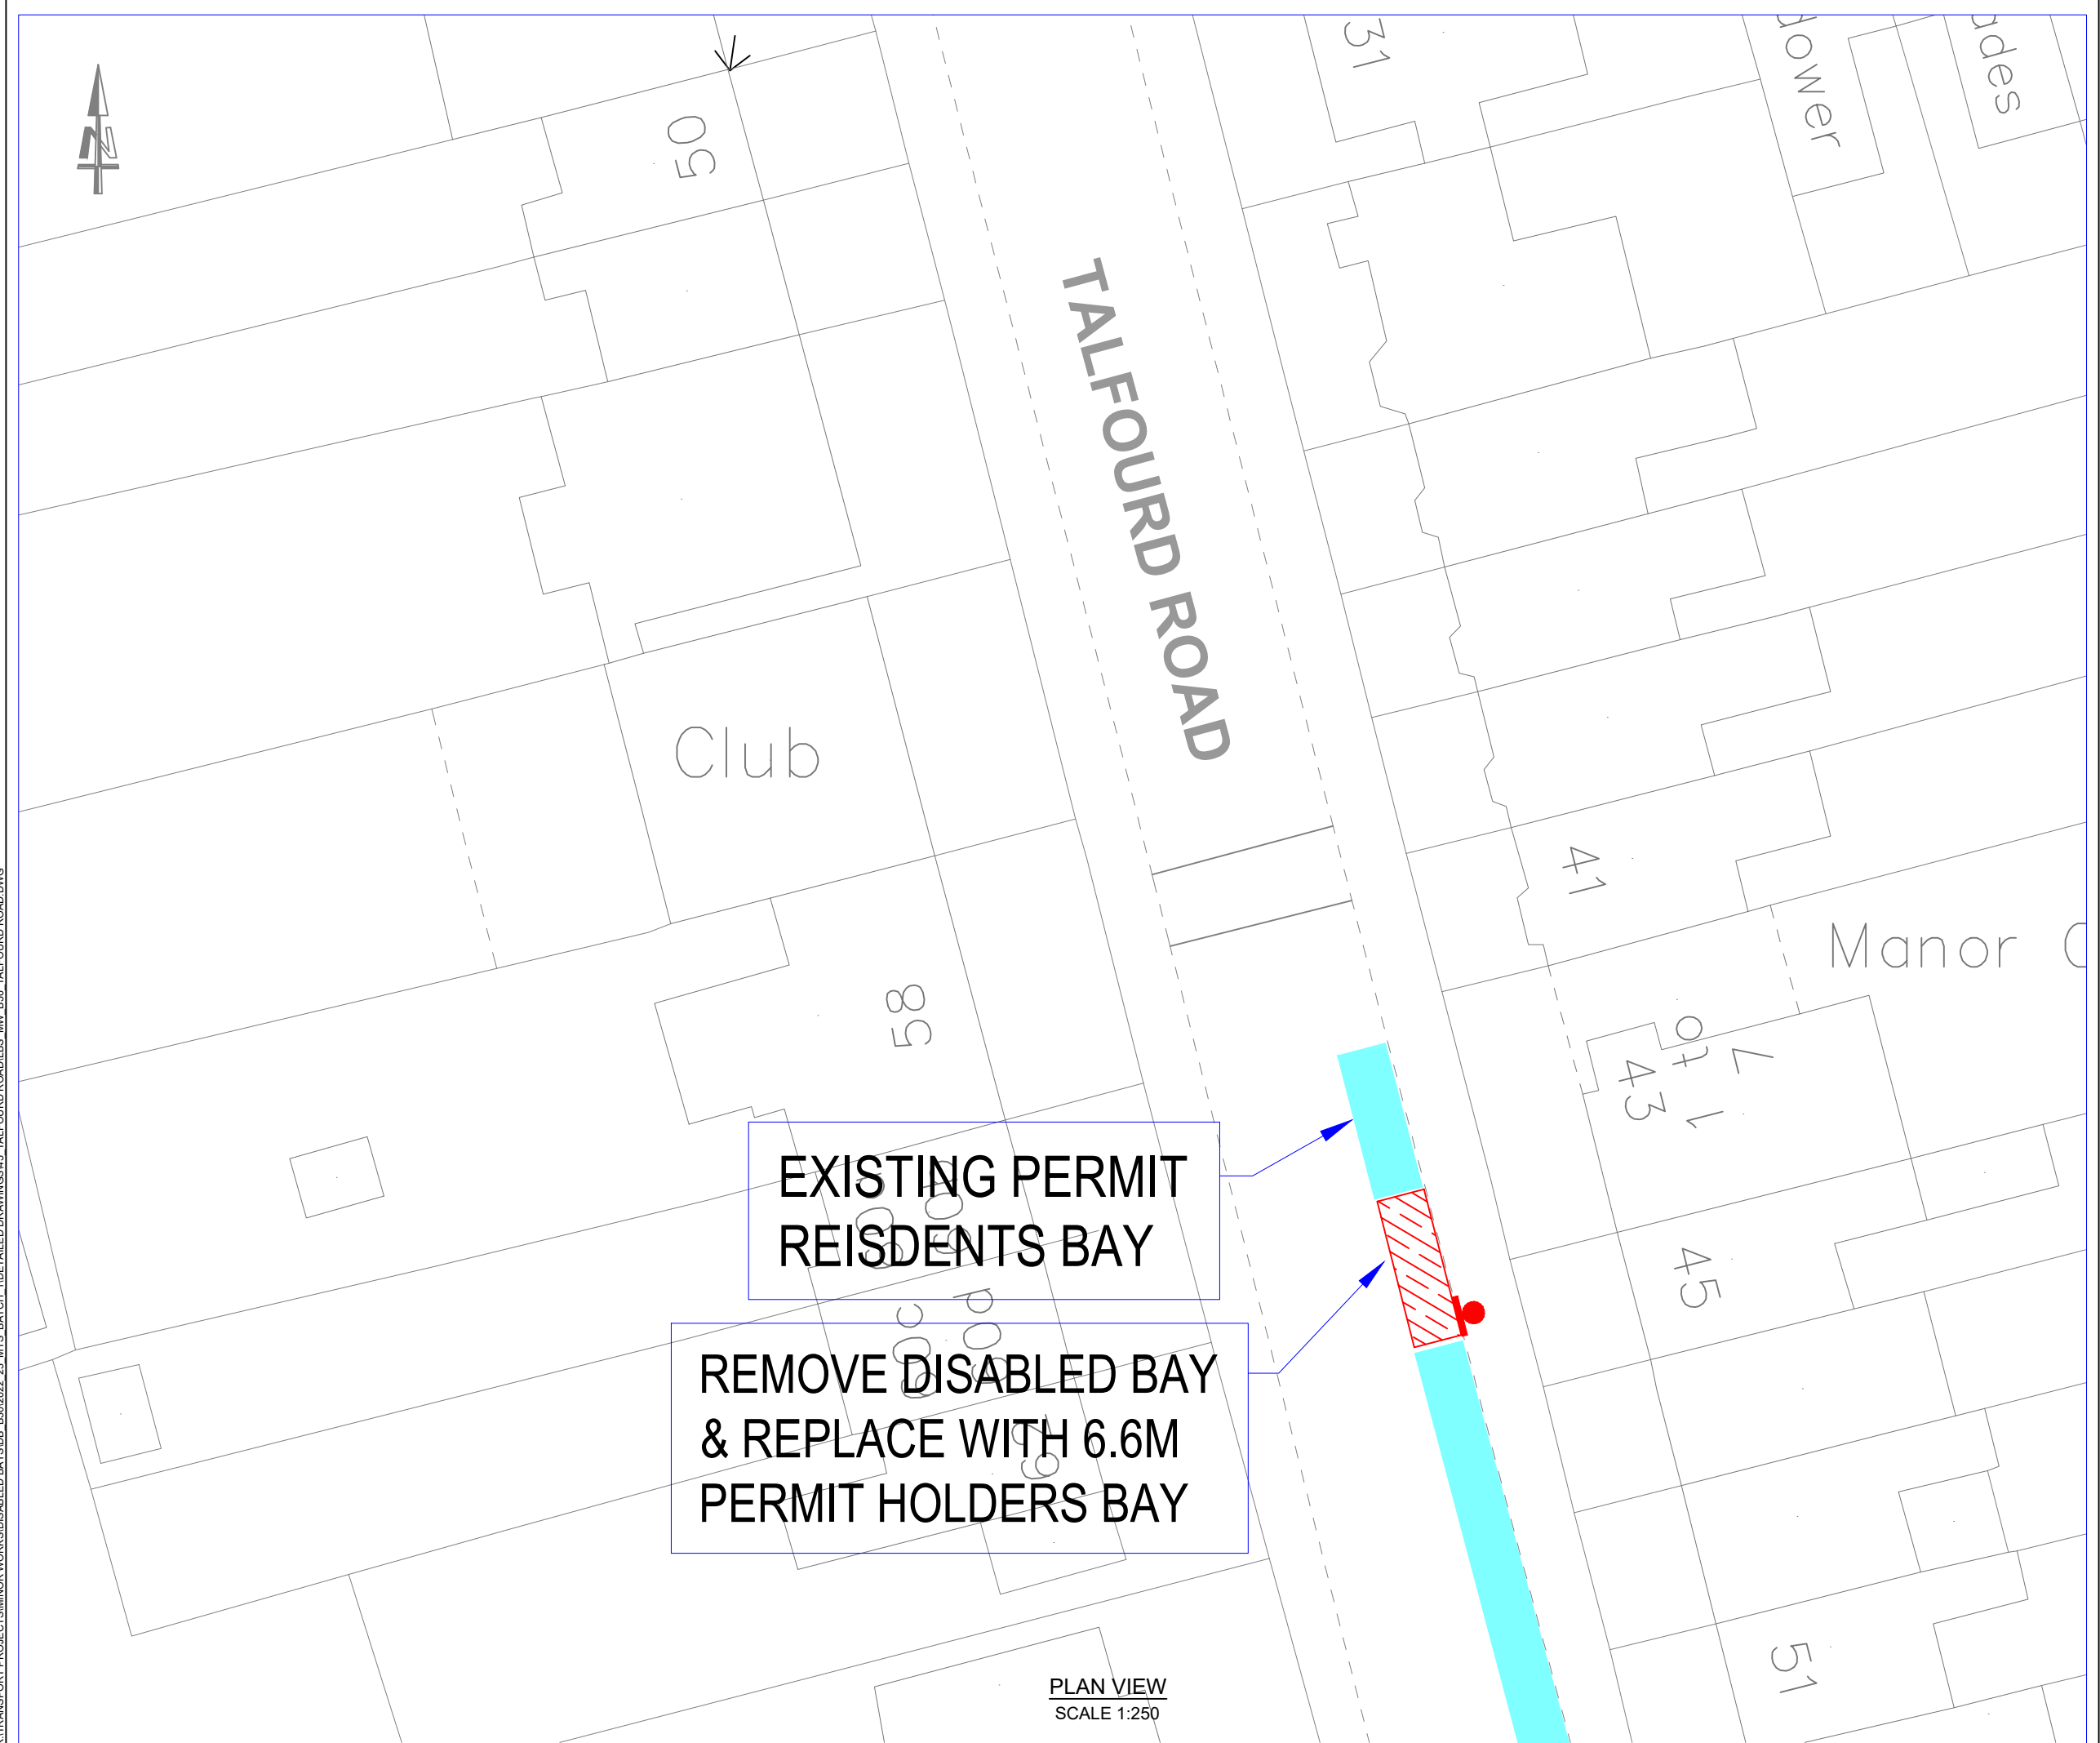 N
50
31
TALFOURD ROAD
Club
41
Manor
58
1 to 7
43
EXISTING PERMIT
REISDENTS BAY
45
REMOVE DISABLED BAY
& REPLACE WITH 6.6M
PERMIT HOLDERS BAY
62
51
PLAN VIEW
SCALE 1:250